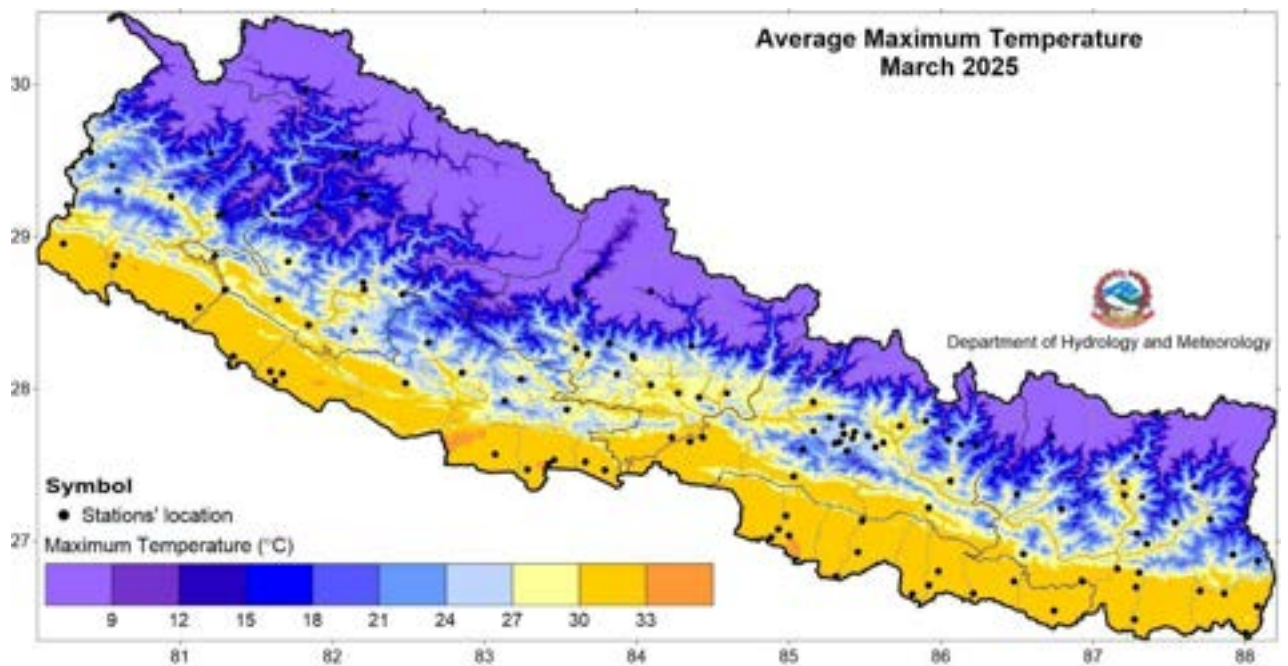 Average Maximum Temperature
March 2025
30
29
28
27
Department of Hydrology and Meteorology
Symbol
Stations' location
Maximum Temperature (°C)
9 12 15 18 21 24 27 30 33
81 82 83 84 85 86 87 88